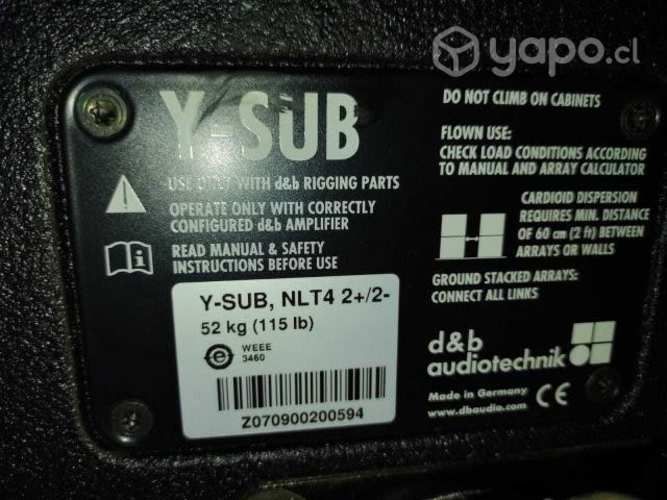 yapo.cl
Y-SUB
USE ONLY WITH d&b RIGGING PARTS
OPERATE ONLY WITH CORRECTLY
CONFIGURED d&b AMPLIFIER
READ MANUAL & SAFETY
INSTRUCTIONS BEFORE USE
Y-SUB, NLT4 2+/2-
52 kg (115 lb)
WEEE
3460
Z070900200594
DO NOT CLIMB ON CABINETS
FLOWN USE:
CHECK LOAD CONDITIONS ACCORDING
TO MANUAL AND ARRAY CALCULATOR
CARDIOID DISPERSION
REQUIRES MIN. DISTANCE
OF 60 cm (2 ft) BETWEEN
ARRAYS OR WALLS
GROUND STACKED ARRAYS:
CONNECT ALL LINKS
d&b
audiotechnik
Made in Germany
www.dbaudio.com
CE